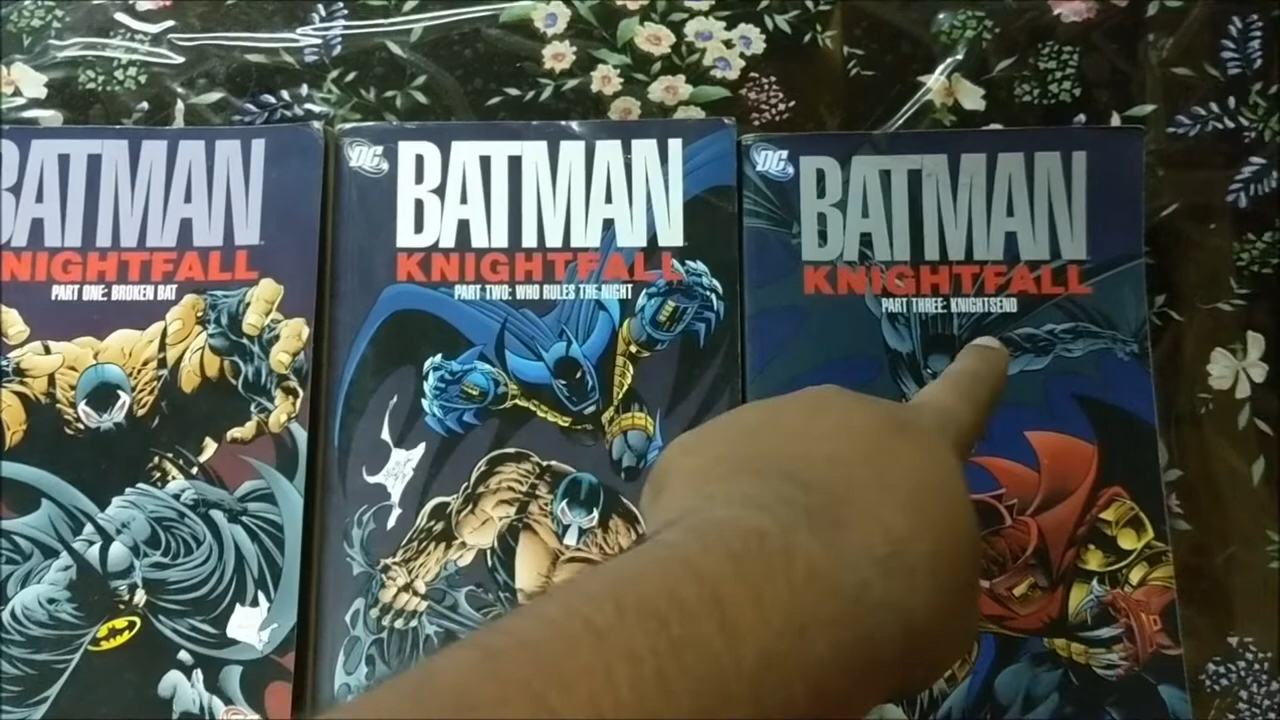 BATMAN
KNIGHTFALL
PART ONE: BROKEN BAT
DC
BATMAN
KNIGHTFALL
PART TWO: WHO RULES THE NIGHT
DC
BATMAN
KNIGHTFALL
PART THREE: KNIGHTSEND